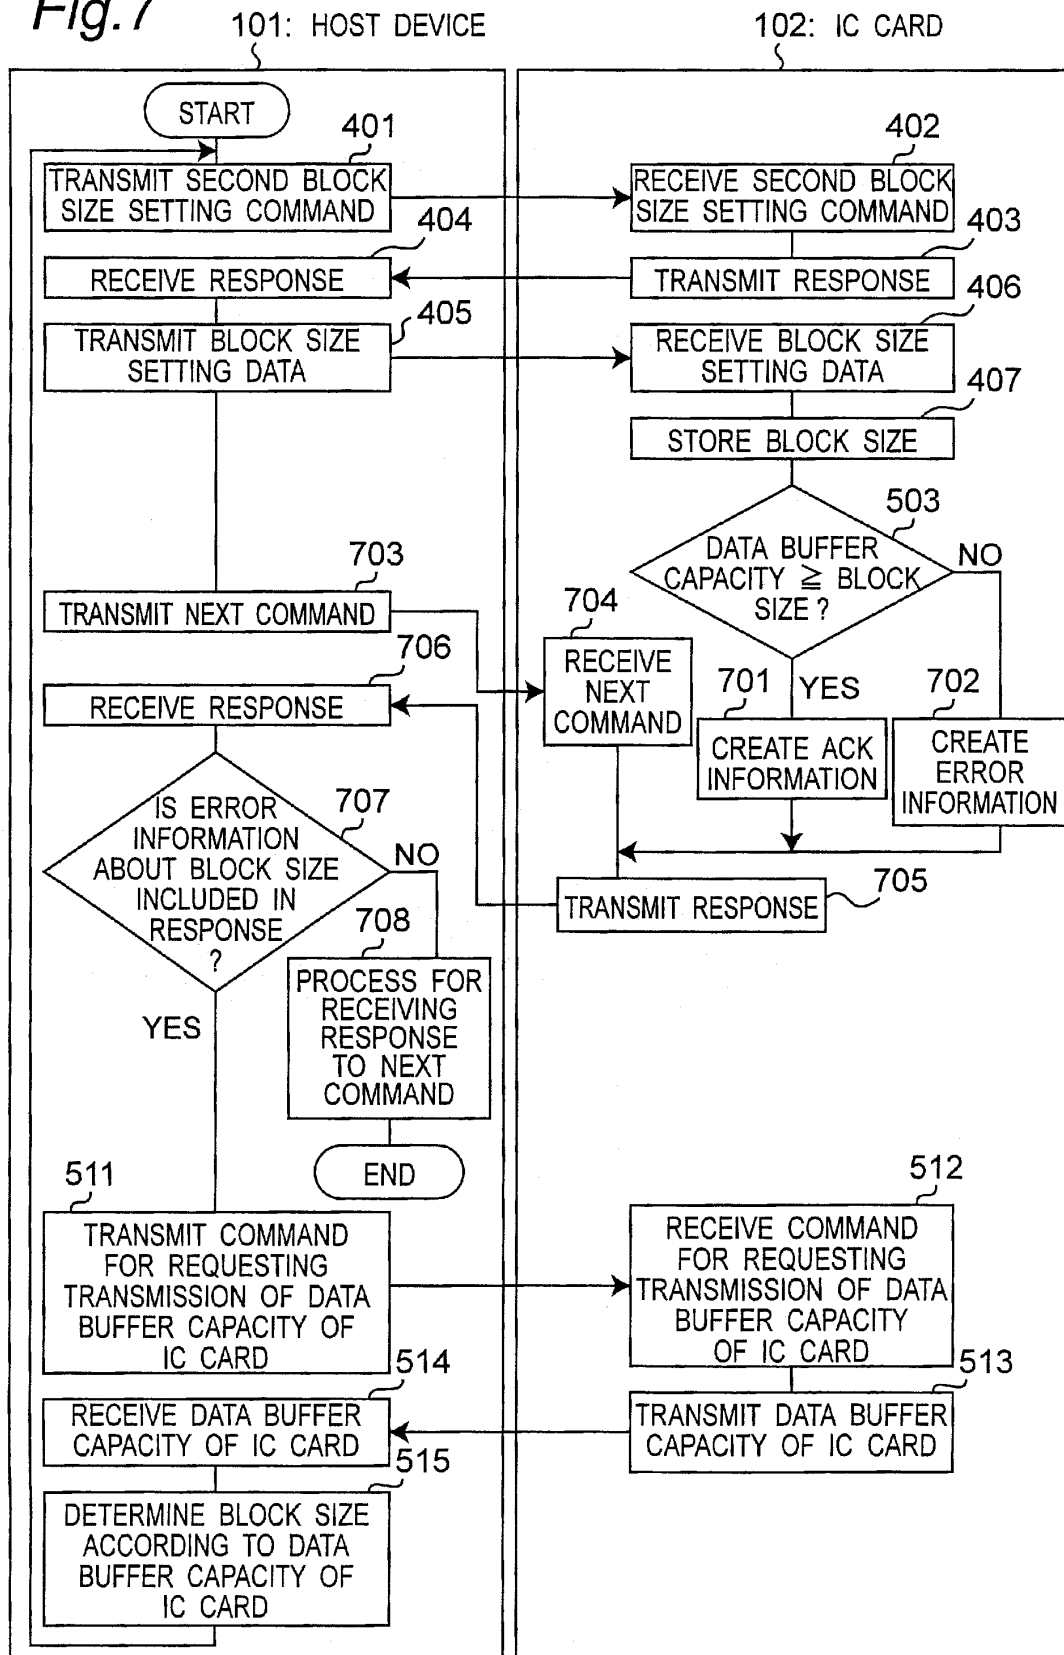 Fig.7
101: HOST DEVICE
102: IC CARD
START
401
TRANSMIT SECOND BLOCK
SIZE SETTING COMMAND
402
RECEIVE SECOND BLOCK
SIZE SETTING COMMAND
404
RECEIVE RESPONSE
403
TRANSMIT RESPONSE
405
TRANSMIT BLOCK SIZE
SETTING DATA
406
RECEIVE BLOCK SIZE
SETTING DATA
407
STORE BLOCK SIZE
503
DATA BUFFER
CAPACITY ≧ BLOCK
SIZE ?
NO
YES
703
TRANSMIT NEXT COMMAND
704
RECEIVE
NEXT
COMMAND
706
RECEIVE RESPONSE
701
CREATE ACK
INFORMATION
702
CREATE
ERROR
INFORMATION
707
IS ERROR
INFORMATION
ABOUT BLOCK SIZE
INCLUDED IN
RESPONSE
?
NO
YES
705
TRANSMIT RESPONSE
708
PROCESS FOR
RECEIVING
RESPONSE
TO NEXT
COMMAND
END
511
TRANSMIT COMMAND
FOR REQUESTING
TRANSMISSION OF DATA
BUFFER CAPACITY OF
IC CARD
512
RECEIVE COMMAND
FOR REQUESTING
TRANSMISSION OF DATA
BUFFER CAPACITY
OF IC CARD
514
RECEIVE DATA BUFFER
CAPACITY OF IC CARD
513
TRANSMIT DATA BUFFER
CAPACITY OF IC CARD
515
DETERMINE BLOCK SIZE
ACCORDING TO DATA
BUFFER CAPACITY OF
IC CARD